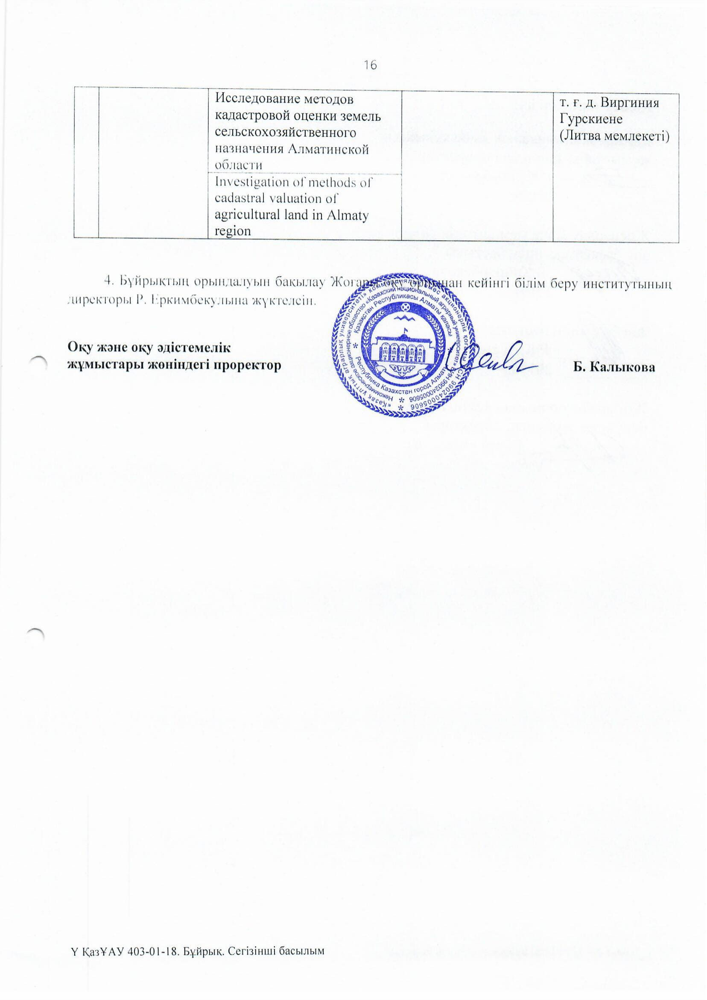 16
Исследование методов
кадастровой оценки земель
сельскохозяйственного
назначения Алматинской
области
Investigation of methods of
cadastral valuation of
agricultural land in Almaty
region
т. ғ. д. Виргиния
Гурскиене
(Литва мемлекеті)
4. Бұйрықтың орындалуын бақылау Жоғары оқу орнынан кейінгі білім беру институтының
директоры Р. Еркимбекулына жүктелсін.
«Қазақ ұлттық аграрлық университеті» коммерциялық емес акционерлік қоғамы БСН 990240005606
Некоммерческое акционерное общество «Казахский национальный аграрный университет» БИН 990240005606
Қазақстан Республикасы Алматы қаласы
Республика Казахстан город Алматы
Оқу және оқу әдістемелік
жұмыстары жөніндегі проректор
Б. Калыкова
Ү ҚазҰАУ 403-01-18. Бұйрық. Сегізінші басылым